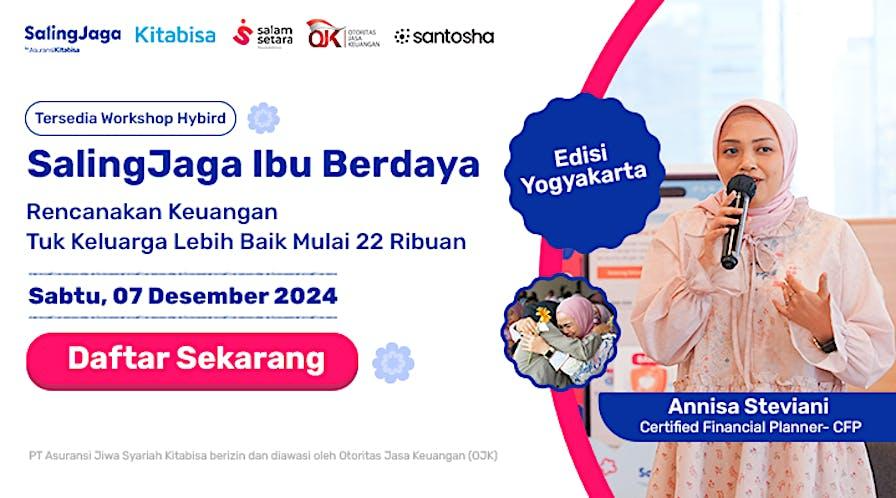 SalingJaga
by AsuransiKitabisa
Kitabisa
salam
setara
OJK
OTORITAS
JASA
KEUANGAN
santosha
Tersedia Workshop Hybird
SalingJaga Ibu Berdaya
Rencanakan Keuangan
Tuk Keluarga Lebih Baik Mulai 22 Ribuan
Sabtu, 07 Desember 2024
Daftar Sekarang
PT Asuransi Jiwa Syariah Kitabisa berizin dan diawasi oleh Otoritas Jasa Keuangan (OJK)
Edisi
Yogyakarta
Annisa Steviani
Certified Financial Planner- CFP